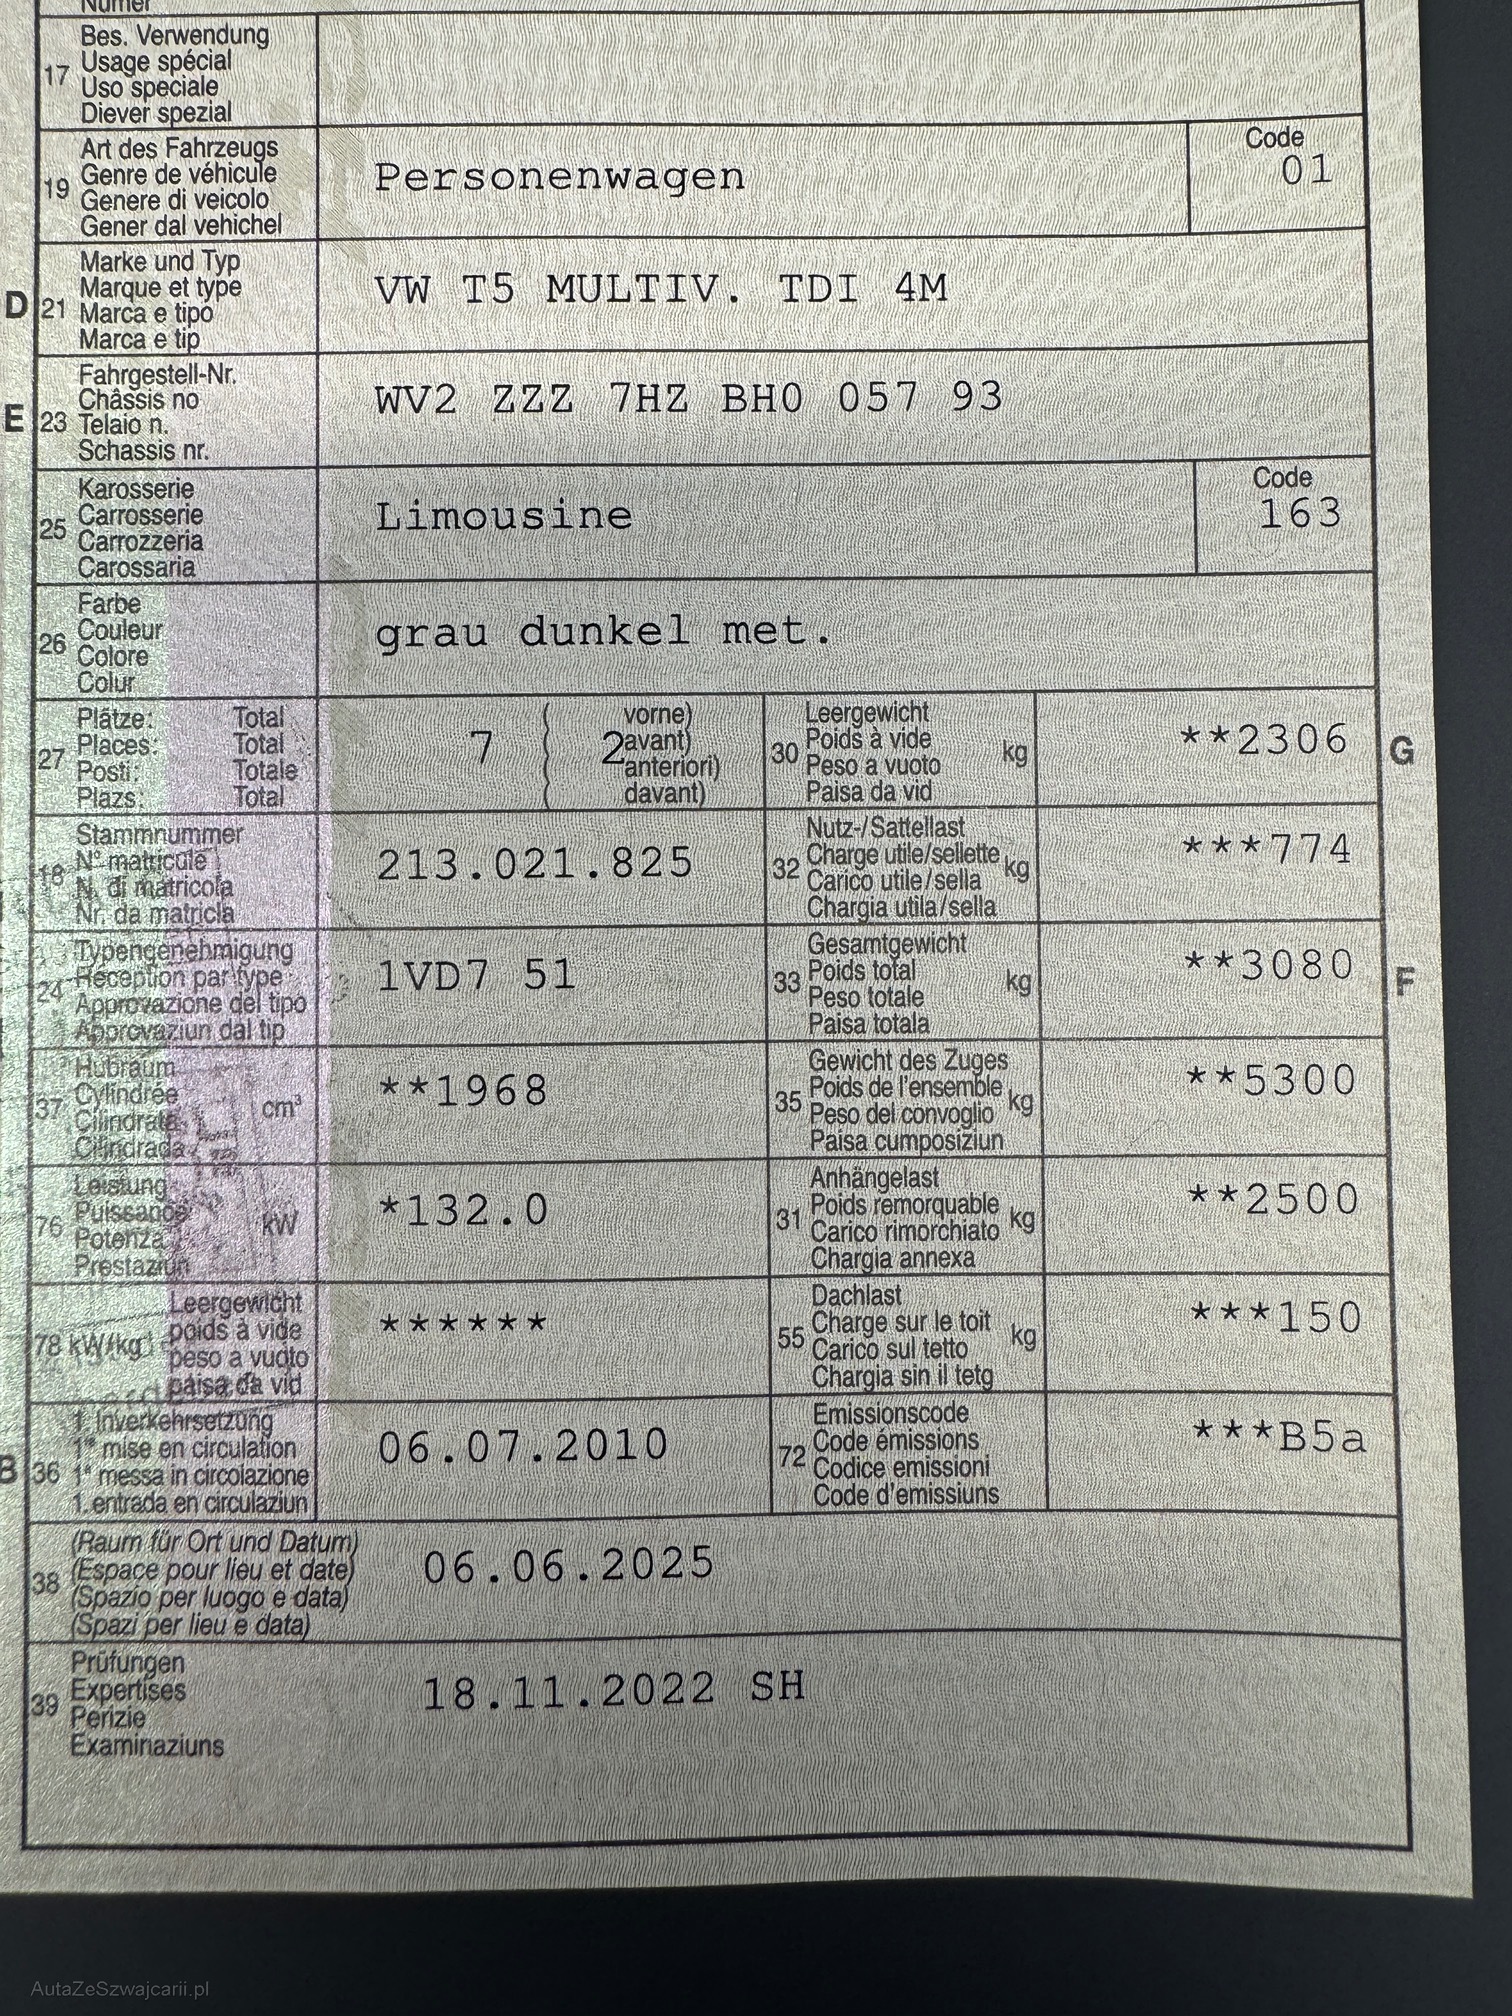 Numer
17 Bes. Verwendung
Usage spécial
Uso speciale
Diever spezial
19 Art des Fahrzeugs
Genre de véhicule
Genere di veicolo
Gener dal vehichel
Personenwagen
Code
01
D 21 Marke und Typ
Marque et type
Marca e tipo
Marca e tip
VW T5 MULTIV. TDI 4M
E 23 Fahrgestell-Nr.
Châssis no
Telaio n.
Schassis nr.
WV2 ZZZ 7HZ BH0 057 93
25 Karosserie
Carrosserie
Carrozzeria
Carossaria
Limousine
Code
163
26 Farbe
Couleur
Colore
Colur
grau dunkel met.
27 Plätze: Total
Places: Total
Posti: Totale
Plazs: Total
7 ( 2 vorne)
avant)
anteriori)
davant)
30 Leergewicht
Poids à vide
Peso a vuoto
Paisa da vid
kg
**2306
G
18 Stammnummer
N° matricule
N. di matricola
Nr. da matricla
213.021.825
32 Nutz-/Sattellast
Charge utile/sellette
Carico utile/sella
Chargia utila/sella
kg
***774
24 Typengenehmigung
Réception par type
Approvazione del tipo
Approvaziun dal tip
1VD7 51
33 Gesamtgewicht
Poids total
Peso totale
Paisa totala
kg
**3080
F
37 Hubraum
Cylindrée
Cilindrata
Cilindrada
cm³
**1968
35 Gewicht des Zuges
Poids de l'ensemble
Peso del convoglio
Paisa cumposiziun
kg
**5300
76 Leistung
Puissance
Potenza
Prestaziun
kW
*132.0
31 Anhängelast
Poids remorquable
Carico rimorchiato
Chargia annexa
kg
**2500
78 kW/kg Leergewicht
poids à vide
peso a vuoto
paisa da vid
******
55 Dachlast
Charge sur le toit
Carico sul tetto
Chargia sin il tetg
kg
***150
B 36 1. Inverkehrsetzung
1re mise en circulation
1a messa in circolazione
1. entrada en circulaziun
06.07.2010
72 Emissionscode
Code émissions
Codice emissioni
Code d'emissiuns
***B5a
38 (Raum für Ort und Datum)
(Espace pour lieu et date)
(Spazio per luogo e data)
(Spazi per lieu e data)
06.06.2025
39 Prüfungen
Expertises
Perizie
Examinaziuns
18.11.2022 SH
AutaZeSzwajcarii.pl